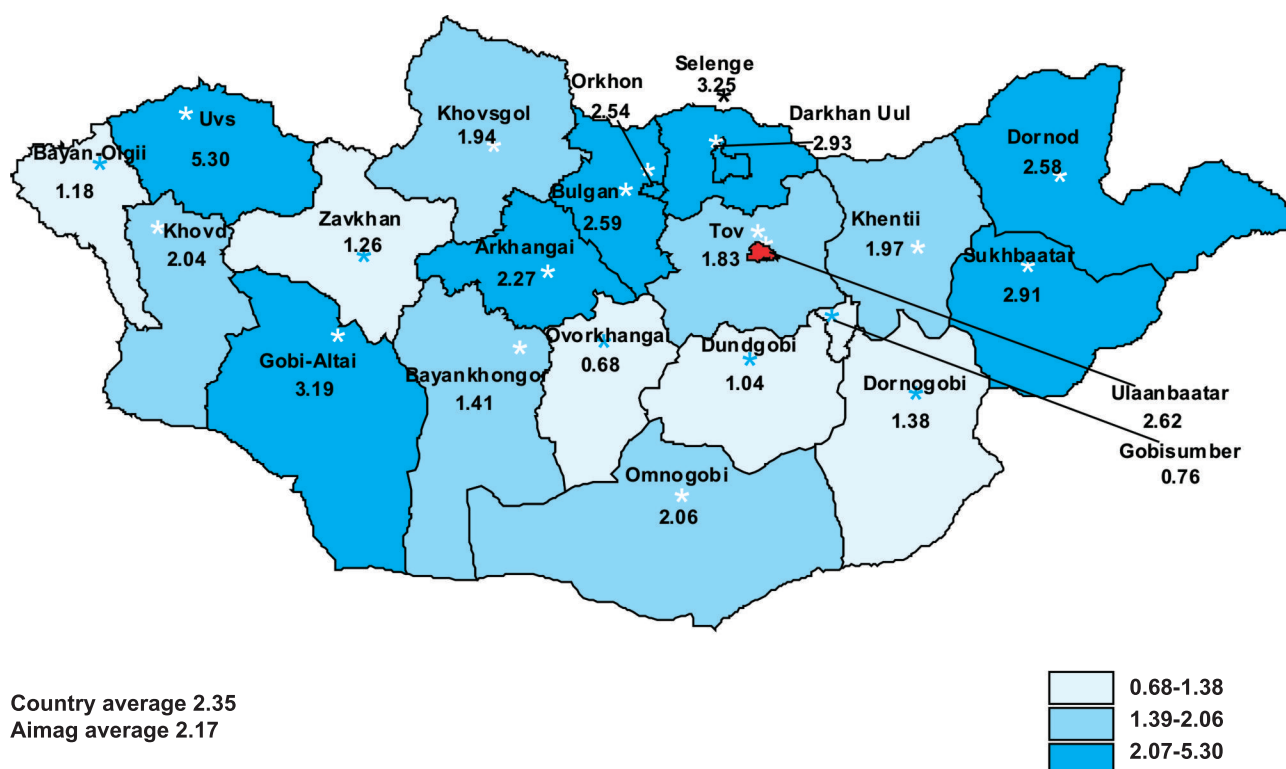 Selenge
3.25
Orkhon
2.54
Darkhan Uul
2.93
Khovsgol
1.94
Uvs
5.30
Bayan-Olgii
1.18
Dornod
2.58
Bulgan
2.59
Zavkhan
1.26
Khovd
2.04
Arkhangai
2.27
Tov
1.83
Khentii
1.97
Sukhbaatar
2.91
Gobi-Altai
3.19
Bayankhongor
1.41
Ovorkhangai
0.68
Dundgobi
1.04
Dornogobi
1.38
Ulaanbaatar
2.62
Gobisumber
0.76
Omnogobi
2.06
Country average 2.35
Aimag average 2.17
0.68-1.38
1.39-2.06
2.07-5.30